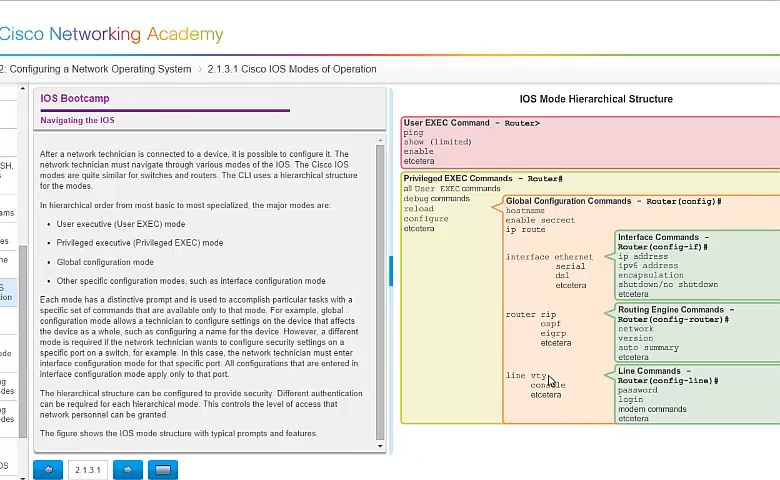 Cisco Networking Academy
2: Configuring a Network Operating System › 2.1.3.1 Cisco IOS Modes of Operation
SH,
ams
es
ne
S
tion
ode
ng
odes
ng
odes
OS
IOS Bootcamp
Navigating the IOS
After a network technician is connected to a device, it is possible to configure it. The
network technician must navigate through various modes of the IOS. The Cisco IOS
modes are quite similar for switches and routers. The CLI uses a hierarchical structure
for the modes.
In hierarchical order from most basic to most specialized, the major modes are:
• User executive (User EXEC) mode
• Privileged executive (Privileged EXEC) mode
• Global configuration mode
• Other specific configuration modes, such as interface configuration mode
Each mode has a distinctive prompt and is used to accomplish particular tasks with a
specific set of commands that are available only to that mode. For example, global
configuration mode allows a technician to configure settings on the device that affects
the device as a whole, such as configuring a name for the device. However, a different
mode is required if the network technician wants to configure security settings on a
specific port on a switch, for example. In this case, the network technician must enter
interface configuration mode for that specific port. All configurations that are entered in
interface configuration mode apply only to that port.
The hierarchical structure can be configured to provide security. Different authentication
can be required for each hierarchical mode. This controls the level of access that
network personnel can be granted.
The figure shows the IOS mode structure with typical prompts and features.
2.1.3.1
IOS Mode Hierarchical Structure
User EXEC Command - Router>
ping
show (limited)
enable
etcetera
Privileged EXEC Commands - Router#
all User EXEC commands
debug commands
reload
configure
etcetera
Global Configuration Commands - Router(config)#
hostname
enable secrect
ip route
interface ethernet
serial
dsl
etcetera
router rip
ospf
eigrp
etcetera
line vty
console
etcetera
Interface Commands -
Router(config-if)#
ip address
ipv6 address
encapsulation
shutdown/no shutdown
etcetera
Routing Engine Commands -
Router(config-router)#
network
version
auto summary
etcetera
Line Commands -
Router(config-line)#
password
login
modem commands
etcetera